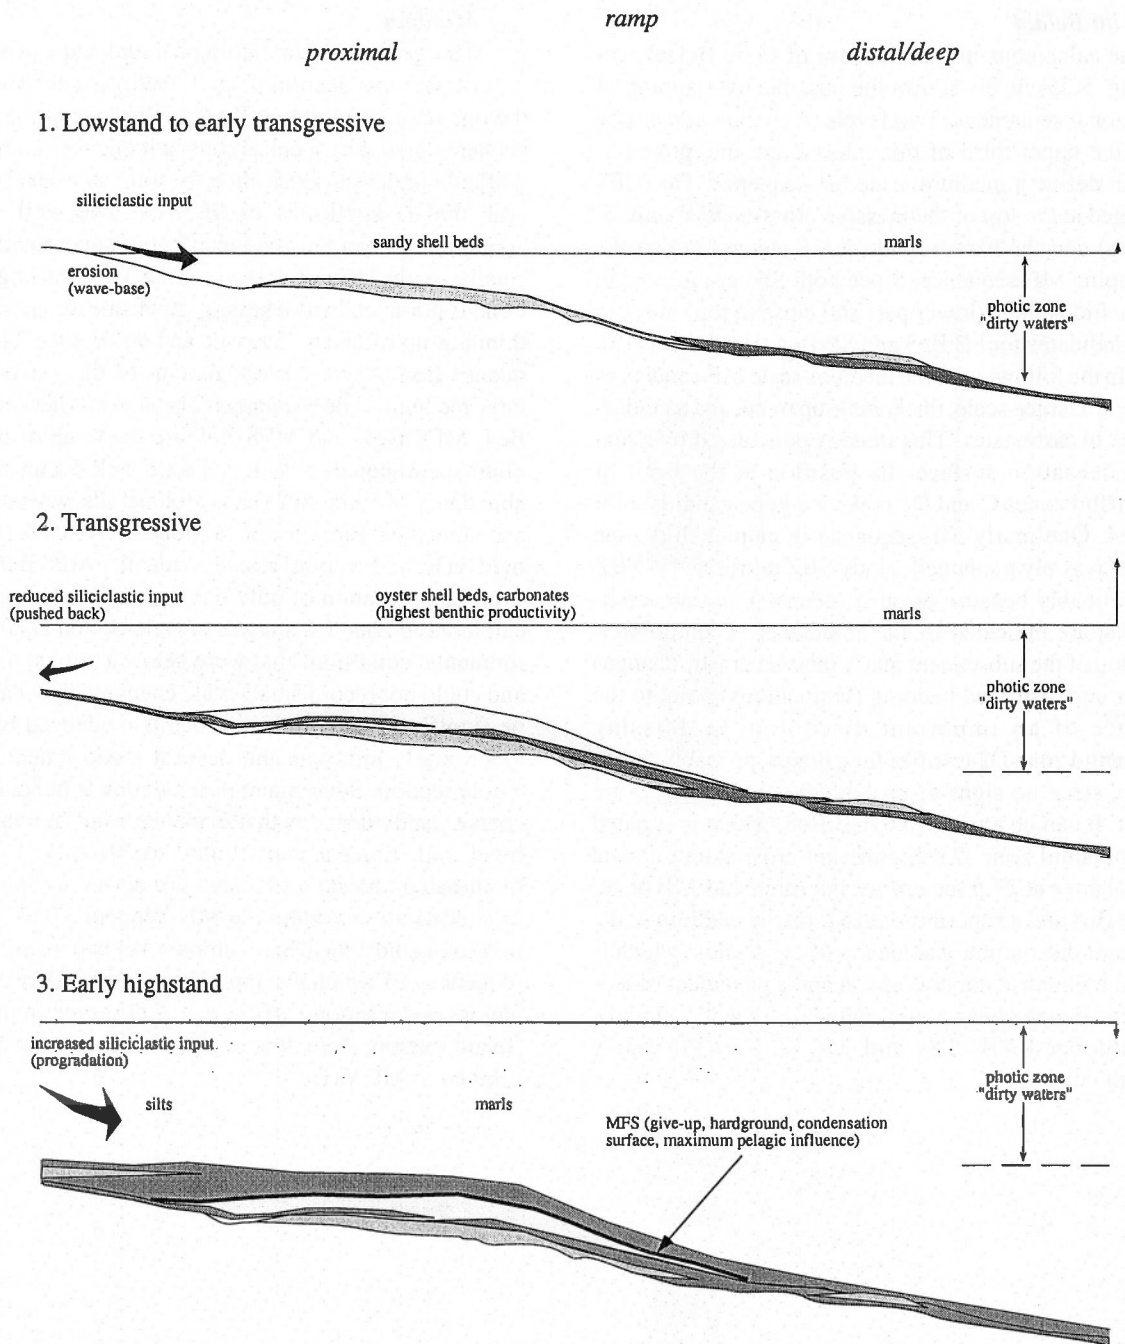 ramp
proximal
distal/deep
1. Lowstand to early transgressive
siliciclastic input
sandy shell beds
marls
erosion
(wave-base)
photic zone
"dirty waters"
2. Transgressive
reduced siliciclastic input
(pushed back)
oyster shell beds, carbonates
(highest benthic productivity)
marls
photic zone
"dirty waters"
3. Early highstand
increased siliciclastic input
(progradation)
silts
marls
MFS (give-up, hardground, condensation
surface, maximum pelagic influence)
photic zone
"dirty waters"